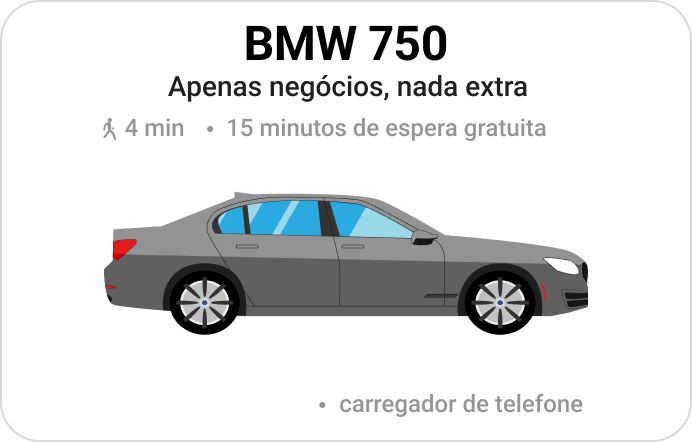 BMW 750
Apenas negócios, nada extra
4 min • 15 minutos de espera gratuita
• carregador de telefone